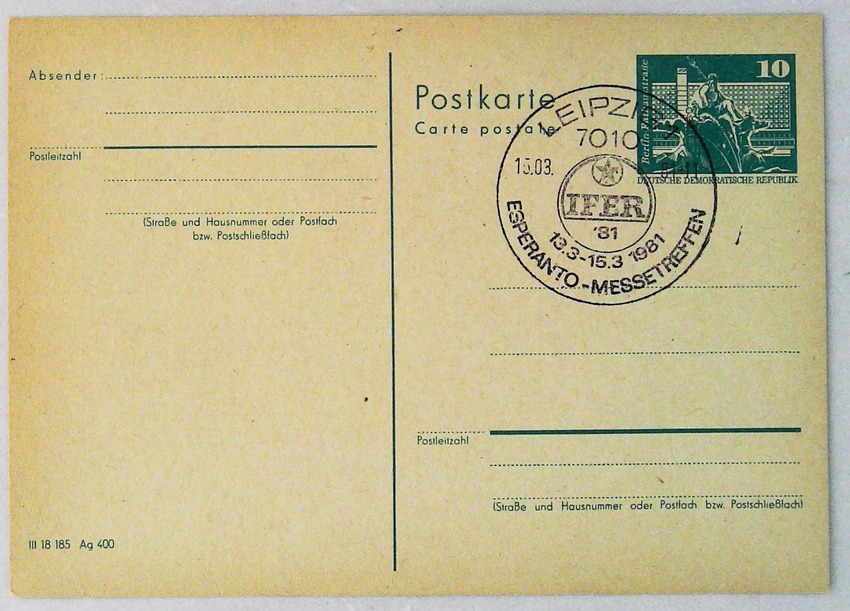 Absender:
Postleitzahl
(Straße und Hausnummer oder Postfach
bzw. Postschließfach)
III 18 185 Ag 400
Postkarte
Carte postale
10
Berlin Rathausstraße
DEUTSCHE DEMOKRATISCHE REPUBLIK
LEIPZIG
7010
15.03.
IFER
'81
13.3-15.3 1981
ESPERANTO-MESSETREFFEN
Postleitzahl
(Straße und Hausnummer oder Postfach bzw. Postschließfach)